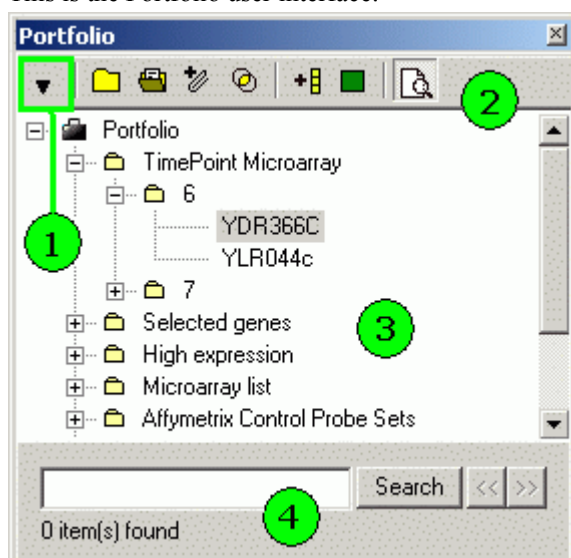 This is the Portfolio user interface.
Portfolio
2
Portfolio
TimePoint Microarray
6
1
YDR366C
YLR044c
7
3
Selected genes
High expression
Microarray list
Affymetrix Control Probe Sets
Search << >>
0 item(s) found
4